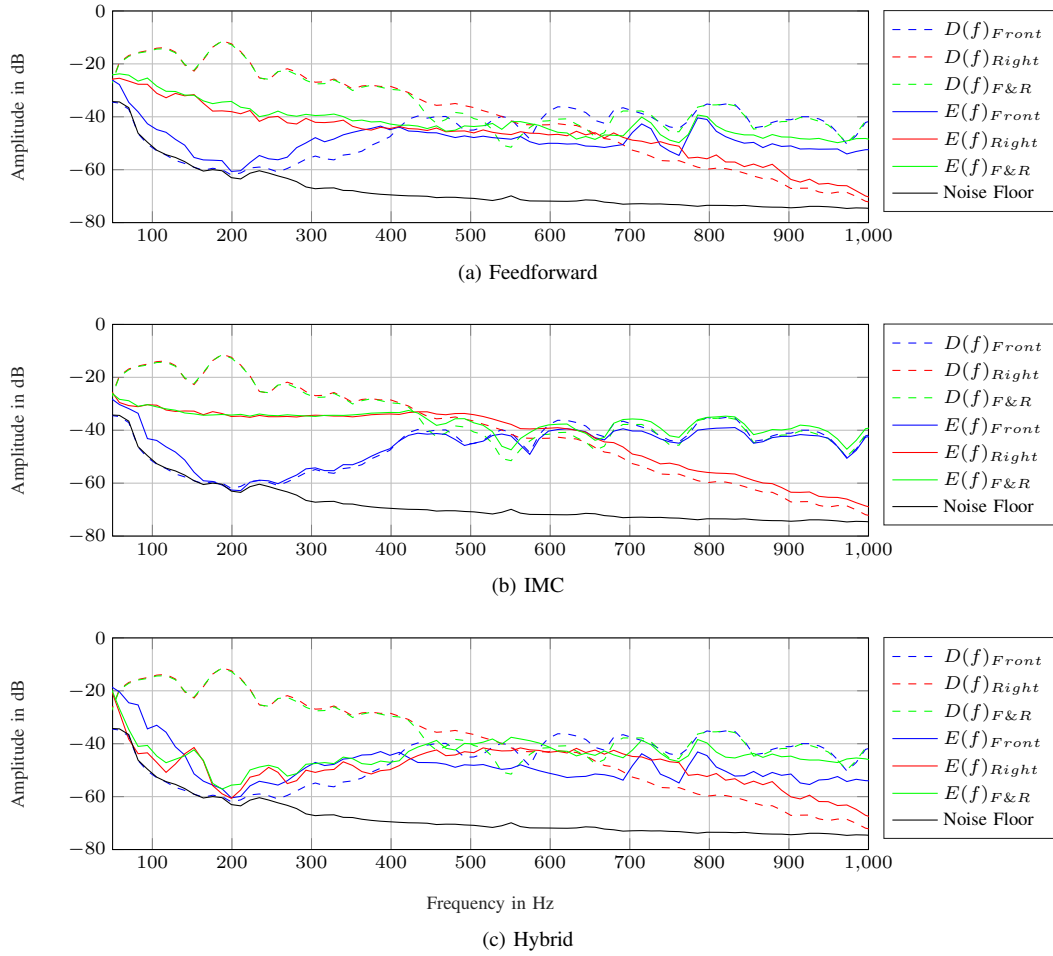 0
−20
−40
−60
−80
Amplitude in dB
100 200 300 400 500 600 700 800 900 1,000
D(f)Front
D(f)Right
D(f)F&R
E(f)Front
E(f)Right
E(f)F&R
Noise Floor
(a) Feedforward
0
−20
−40
−60
−80
Amplitude in dB
100 200 300 400 500 600 700 800 900 1,000
D(f)Front
D(f)Right
D(f)F&R
E(f)Front
E(f)Right
E(f)F&R
Noise Floor
(b) IMC
0
−20
−40
−60
−80
Amplitude in dB
100 200 300 400 500 600 700 800 900 1,000
D(f)Front
D(f)Right
D(f)F&R
E(f)Front
E(f)Right
E(f)F&R
Noise Floor
Frequency in Hz
(c) Hybrid